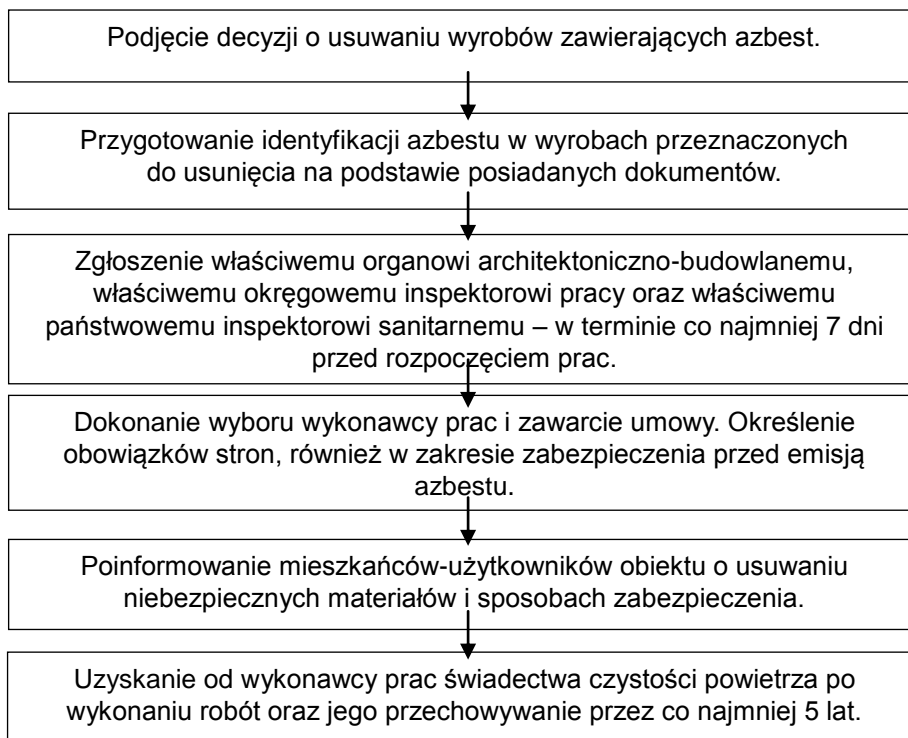 Podjęcie decyzji o usuwaniu wyrobów zawierających azbest.
Przygotowanie identyfikacji azbestu w wyrobach przeznaczonych
do usunięcia na podstawie posiadanych dokumentów.
Zgłoszenie właściwemu organowi architektoniczno-budowlanemu,
właściwemu okręgowemu inspektorowi pracy oraz właściwemu
państwowemu inspektorowi sanitarnemu – w terminie co najmniej 7 dni
przed rozpoczęciem prac.
Dokonanie wyboru wykonawcy prac i zawarcie umowy. Określenie
obowiązków stron, również w zakresie zabezpieczenia przed emisją
azbestu.
Poinformowanie mieszkańców-użytkowników obiektu o usuwaniu
niebezpiecznych materiałów i sposobach zabezpieczenia.
Uzyskanie od wykonawcy prac świadectwa czystości powietrza po
wykonaniu robót oraz jego przechowywanie przez co najmniej 5 lat.